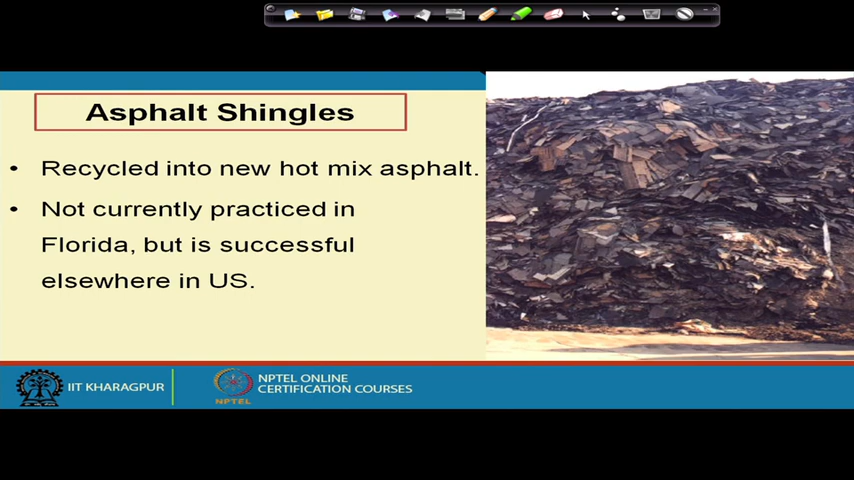 Asphalt Shingles
• Recycled into new hot mix asphalt.
• Not currently practiced in
Florida, but is successful
elsewhere in US.
IIT KHARAGPUR
NPTEL
NPTEL ONLINE
CERTIFICATION COURSES